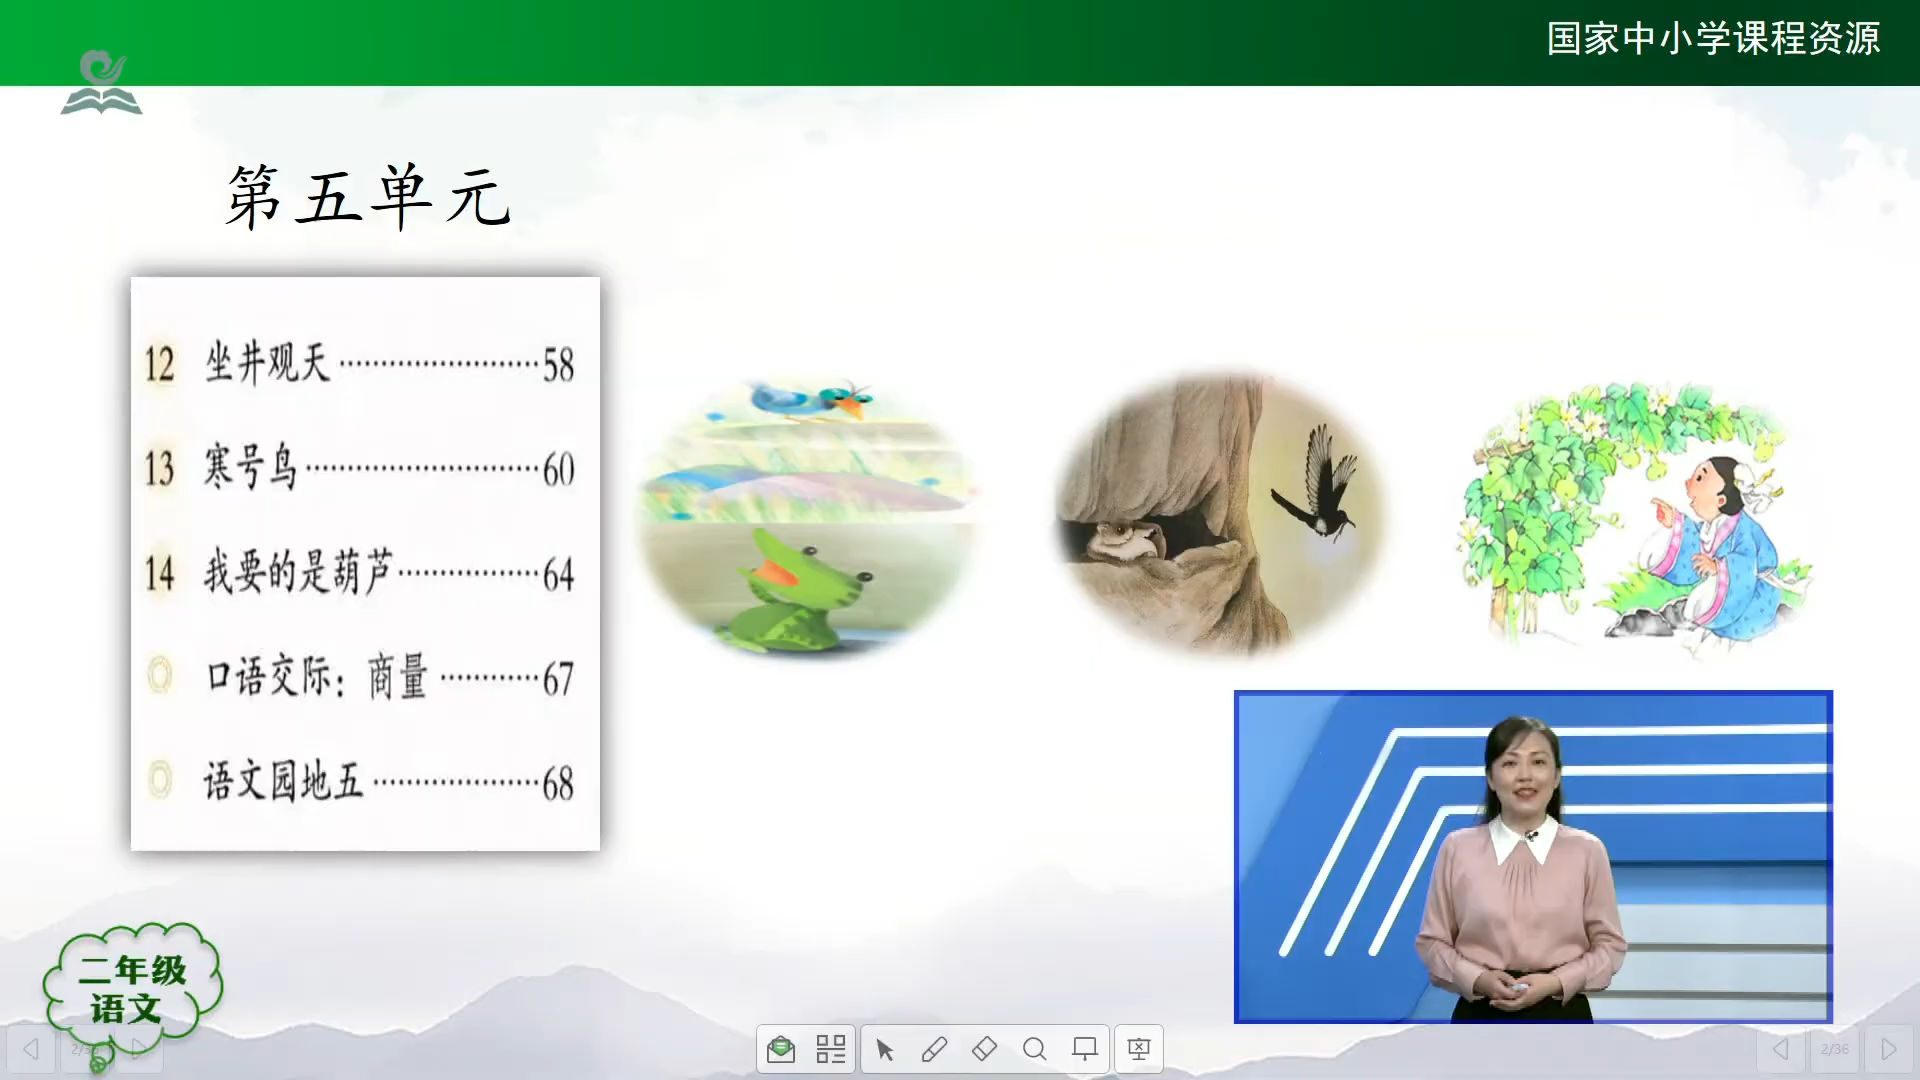 国家中小学课程资源
第五单元
12 坐井观天························58
13 寒号鸟····························60
14 我要的是葫芦·················64
口语交际：商量············67
语文园地五····················68
二年级
语文
2/36
2/36